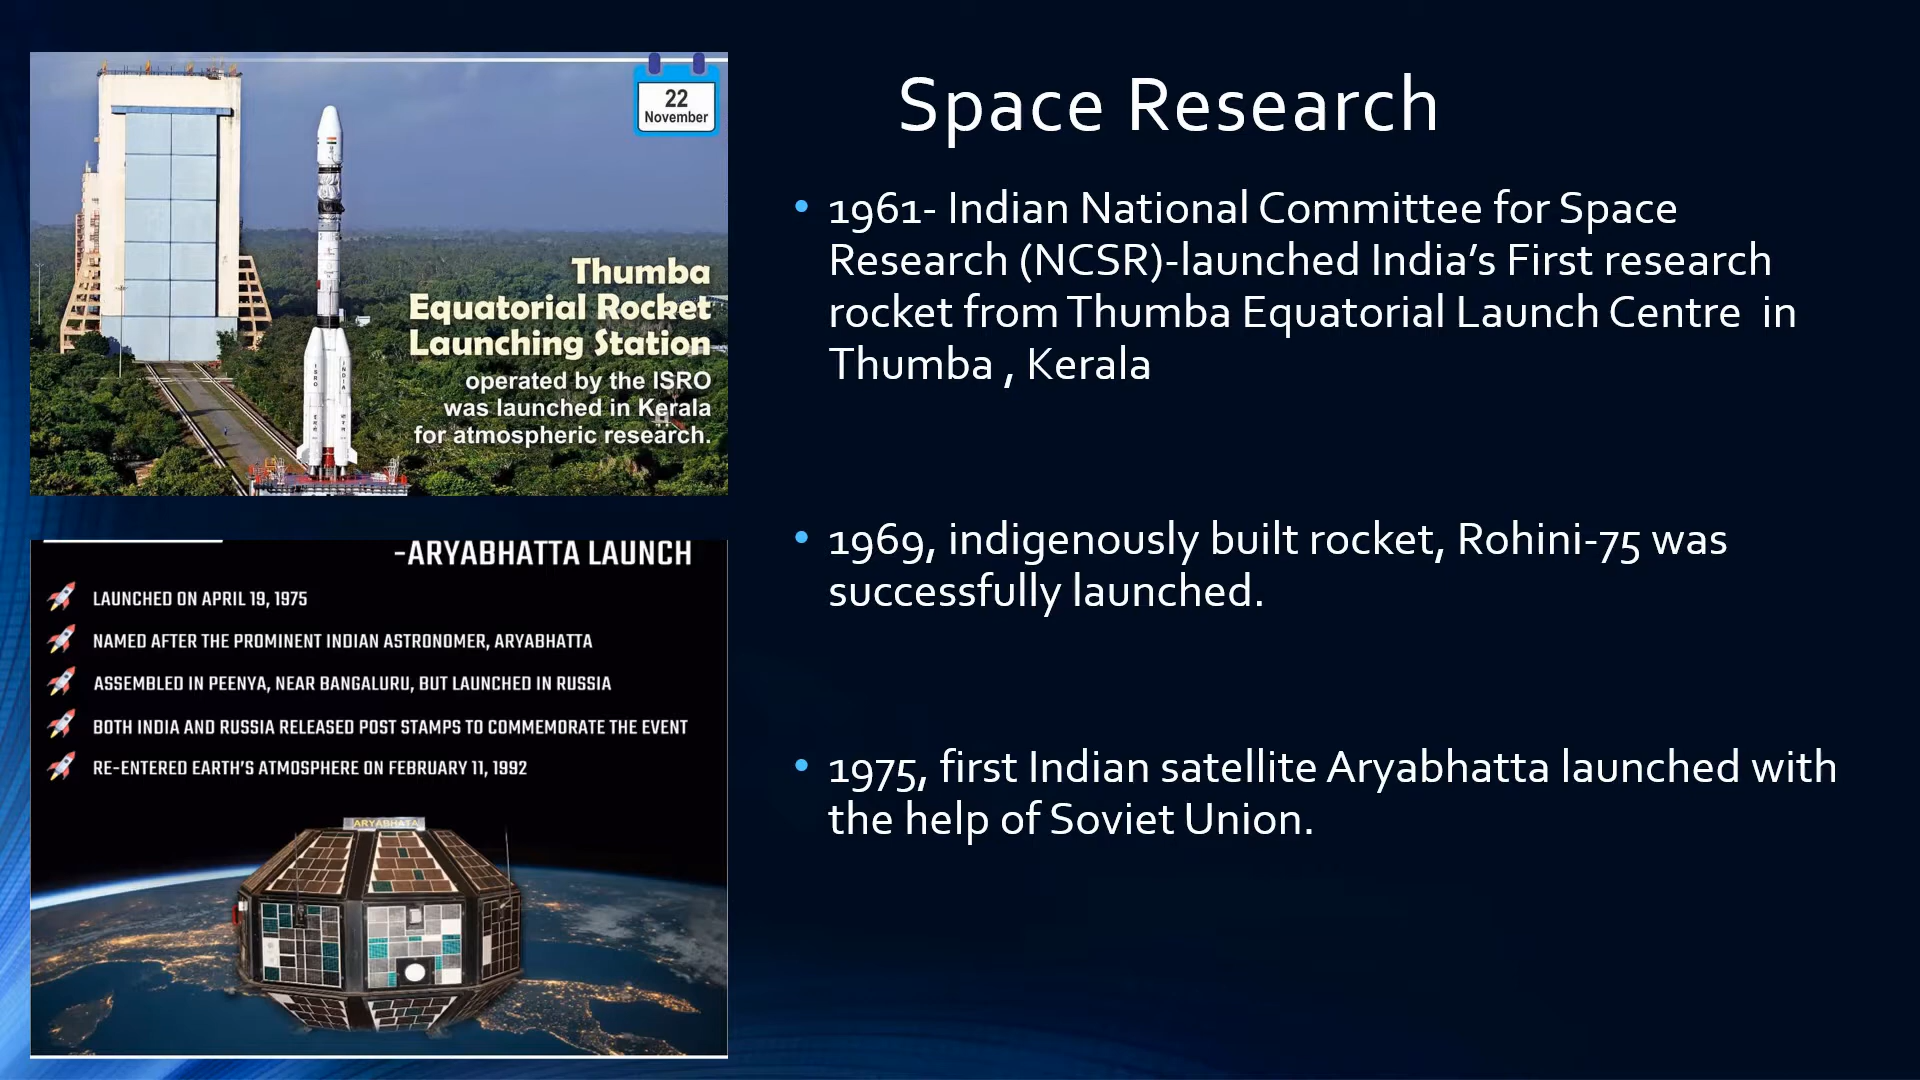 22
November
Thumba
Equatorial Rocket
Launching Station
operated by the ISRO
was launched in Kerala
for atmospheric research.
ISRO
INDIA
-ARYABHATTA LAUNCH
LAUNCHED ON APRIL 19, 1975
NAMED AFTER THE PROMINENT INDIAN ASTRONOMER, ARYABHATTA
ASSEMBLED IN PEENYA, NEAR BANGALURU, BUT LAUNCHED IN RUSSIA
BOTH INDIA AND RUSSIA RELEASED POST STAMPS TO COMMEMORATE THE EVENT
RE-ENTERED EARTH'S ATMOSPHERE ON FEBRUARY 11, 1992
ARYABHATA
Space Research
• 1961- Indian National Committee for Space
Research (NCSR)-launched India’s First research
rocket from Thumba Equatorial Launch Centre  in
Thumba , Kerala
• 1969, indigenously built rocket, Rohini-75 was
successfully launched.
• 1975, first Indian satellite Aryabhatta launched with
the help of Soviet Union.